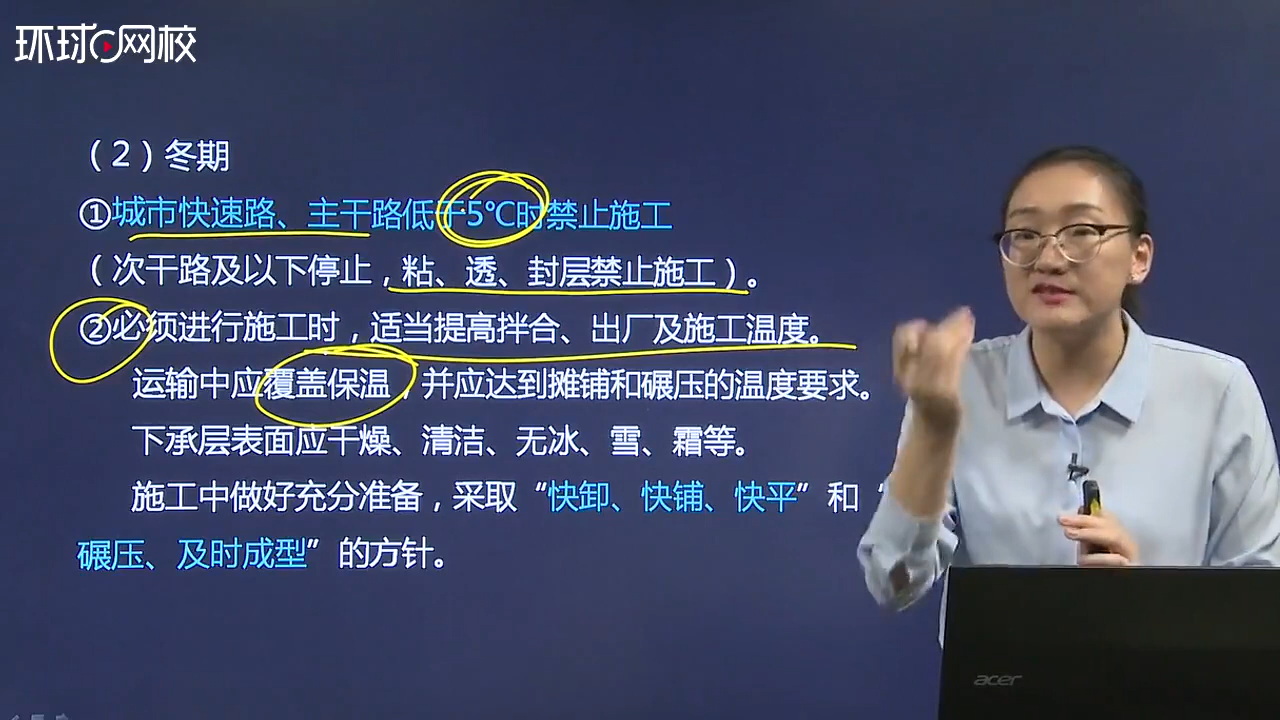 环球网校
（2）冬期
①城市快速路、主干路低于5℃时禁止施工
（次干路及以下停止，粘、透、封层禁止施工）。
②必须进行施工时，适当提高拌合、出厂及施工温度。
运输中应覆盖保温，并应达到摊铺和碾压的温度要求。
下承层表面应干燥、清洁、无冰、雪、霜等。
施工中做好充分准备，采取“快卸、快铺、快平”和“
碾压、及时成型”的方针。
acer